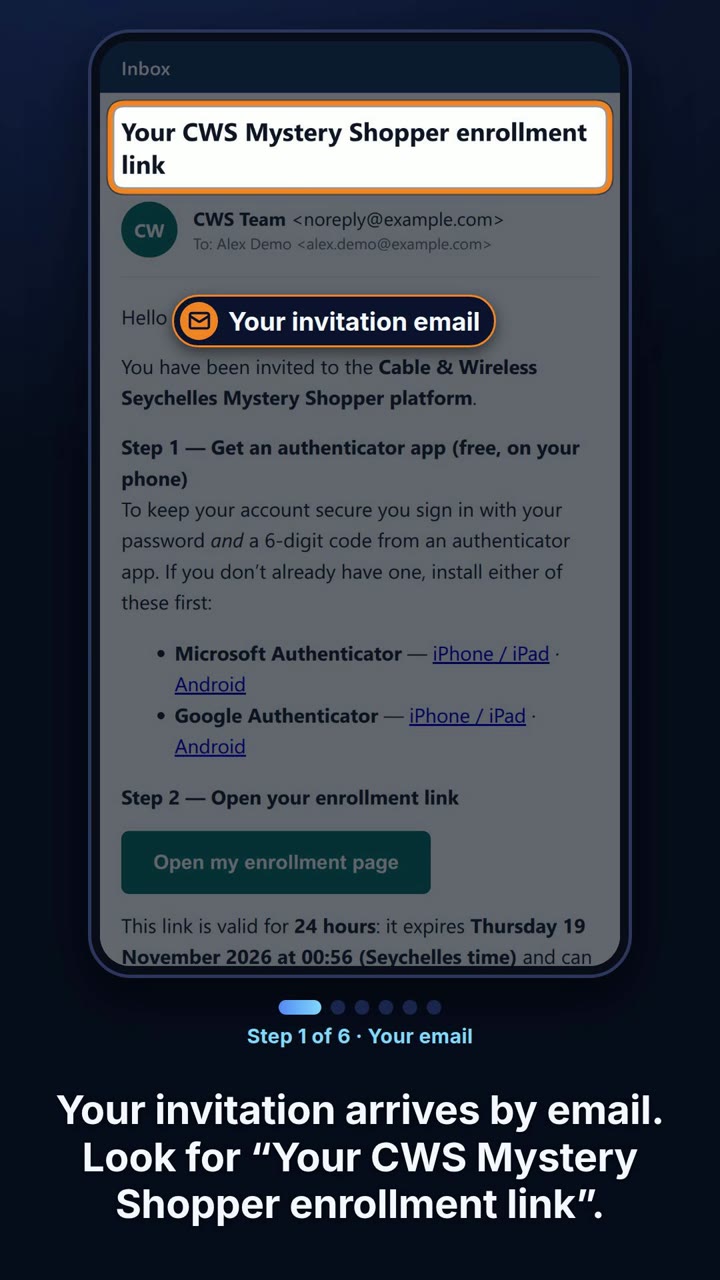 Inbox
Your CWS Mystery Shopper enrollment
link
CW
CWS Team <noreply@example.com>
To: Alex Demo <alex.demo@example.com>
Hello
Your invitation email
You have been invited to the Cable & Wireless
Seychelles Mystery Shopper platform.
Step 1 — Get an authenticator app (free, on your
phone)
To keep your account secure you sign in with your
password and a 6-digit code from an authenticator
app. If you don’t already have one, install either of
these first:
• Microsoft Authenticator — iPhone / iPad ·
Android
• Google Authenticator — iPhone / iPad ·
Android
Step 2 — Open your enrollment link
Open my enrollment page
This link is valid for 24 hours: it expires Thursday 19
November 2026 at 00:56 (Seychelles time) and can
Step 1 of 6 · Your email
Your invitation arrives by email.
Look for “Your CWS Mystery
Shopper enrollment link”.